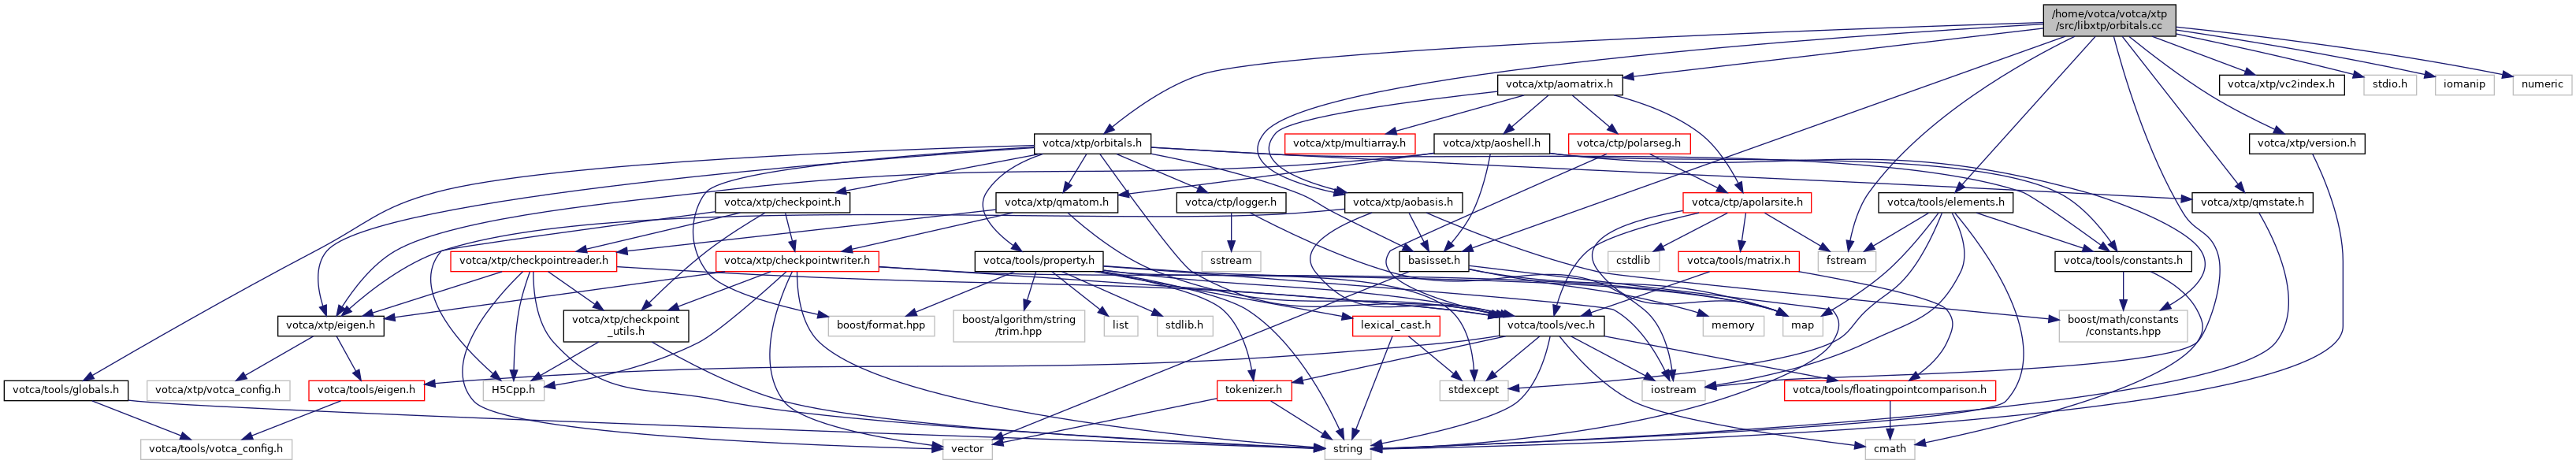 /home/votca/votca/xtp
/src/libxtp/orbitals.cc
votca/xtp/aomatrix.h
votca/xtp/vc2index.h
stdio.h
iomanip
numeric
votca/xtp/orbitals.h
votca/xtp/multiarray.h
votca/xtp/aoshell.h
votca/ctp/polarseg.h
votca/xtp/version.h
votca/xtp/checkpoint.h
votca/xtp/qmatom.h
votca/ctp/logger.h
votca/xtp/aobasis.h
votca/ctp/apolarsite.h
votca/tools/elements.h
votca/xtp/qmstate.h
votca/xtp/checkpointreader.h
votca/xtp/checkpointwriter.h
votca/tools/property.h
sstream
basisset.h
cstdlib
votca/tools/matrix.h
fstream
votca/tools/constants.h
votca/xtp/eigen.h
votca/xtp/checkpoint
_utils.h
boost/format.hpp
boost/algorithm/string
/trim.hpp
list
stdlib.h
lexical_cast.h
votca/tools/vec.h
memory
map
boost/math/constants
/constants.hpp
votca/tools/globals.h
votca/xtp/votca_config.h
votca/tools/eigen.h
H5Cpp.h
tokenizer.h
stdexcept
iostream
votca/tools/floatingpointcomparison.h
votca/tools/votca_config.h
vector
string
cmath